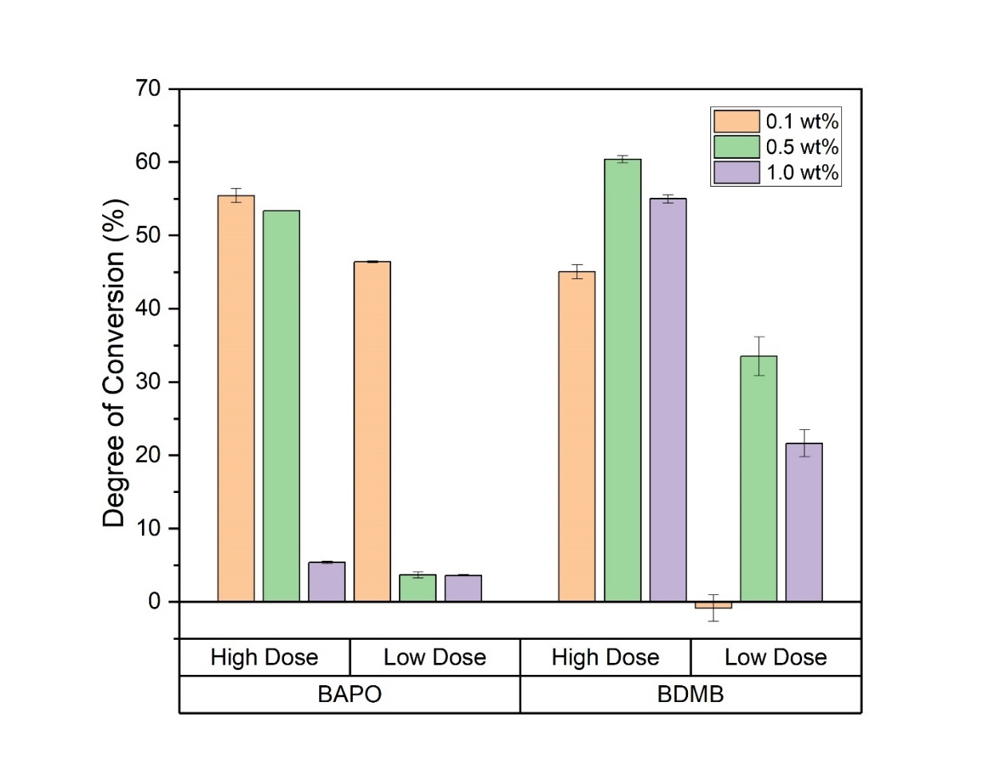 70
60
50
40
30
20
10
0
Degree of Conversion (%)
0.1 wt%
0.5 wt%
1.0 wt%
High Dose
Low Dose
High Dose
Low Dose
BAPO
BDMB